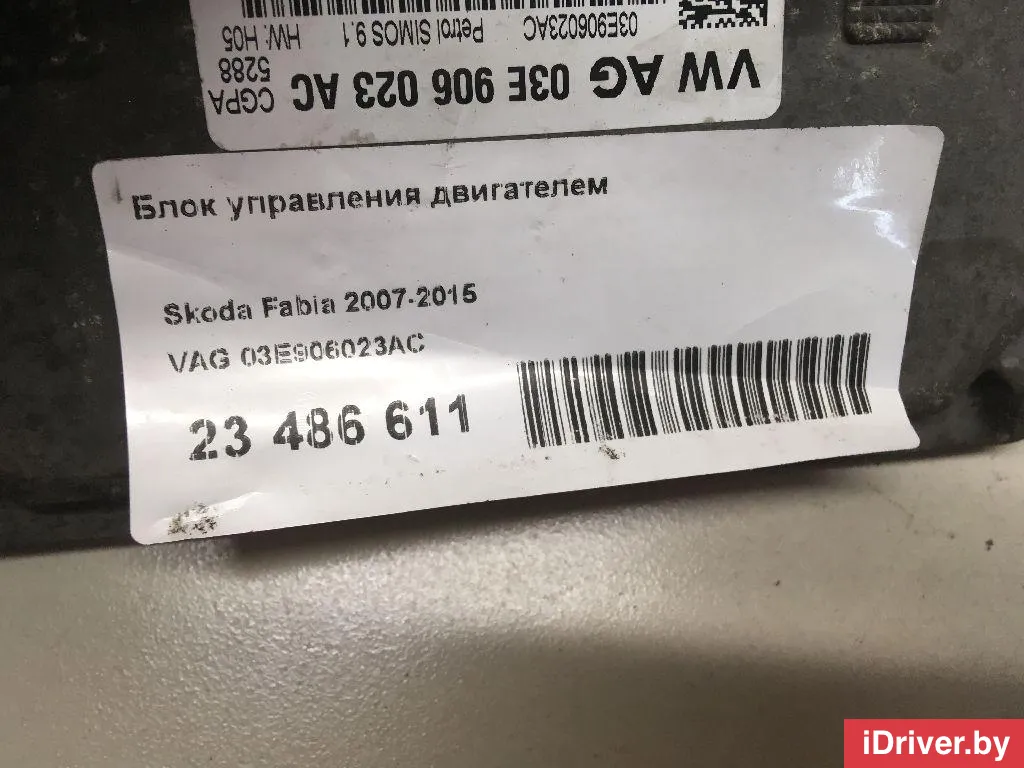 VW AG 03E 906 023 AC
CGPA
5288
03E906023AC Petrol SIMOS 9.1 HW: H05
Блок управления двигателем
Skoda Fabia 2007-2015
VAG 03E906023AC
23 486 611
iDriver.by